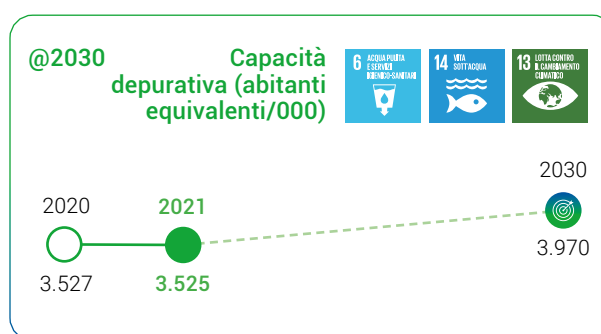 @2030
Capacità
depurativa (abitanti
equivalenti/000)
6 ACQUA PULITA
E SERVIZI
IGIENICO-SANITARI
14 VITA
SOTT'ACQUA
13 LOTTA CONTRO
IL CAMBIAMENTO
CLIMATICO
2030
2020
2021
3.970
3.527
3.525